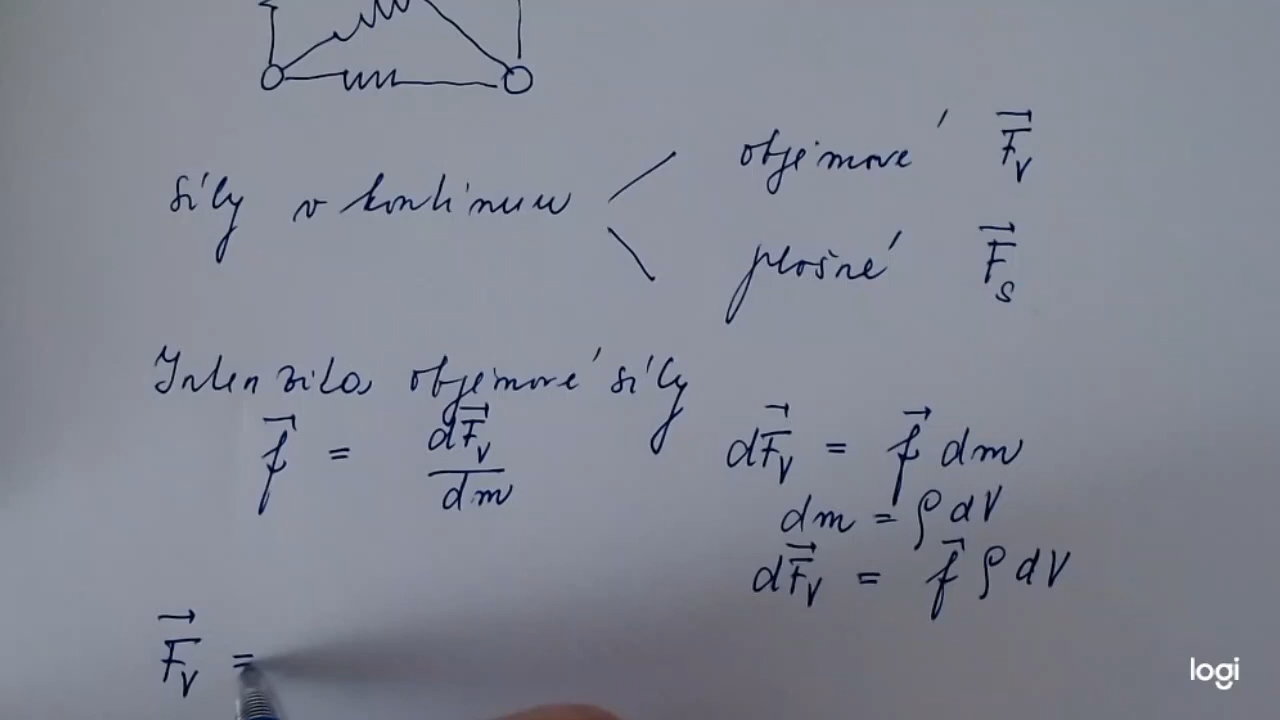 síly v kontinuu objemové F⃗_V
plošné F⃗_S
Intenzita objemové síly
f⃗ = dF⃗_V / dm
dF⃗_V = f⃗ dm
dm = ρ dV
dF⃗_V = f⃗ ρ dV
F⃗_V =
logi